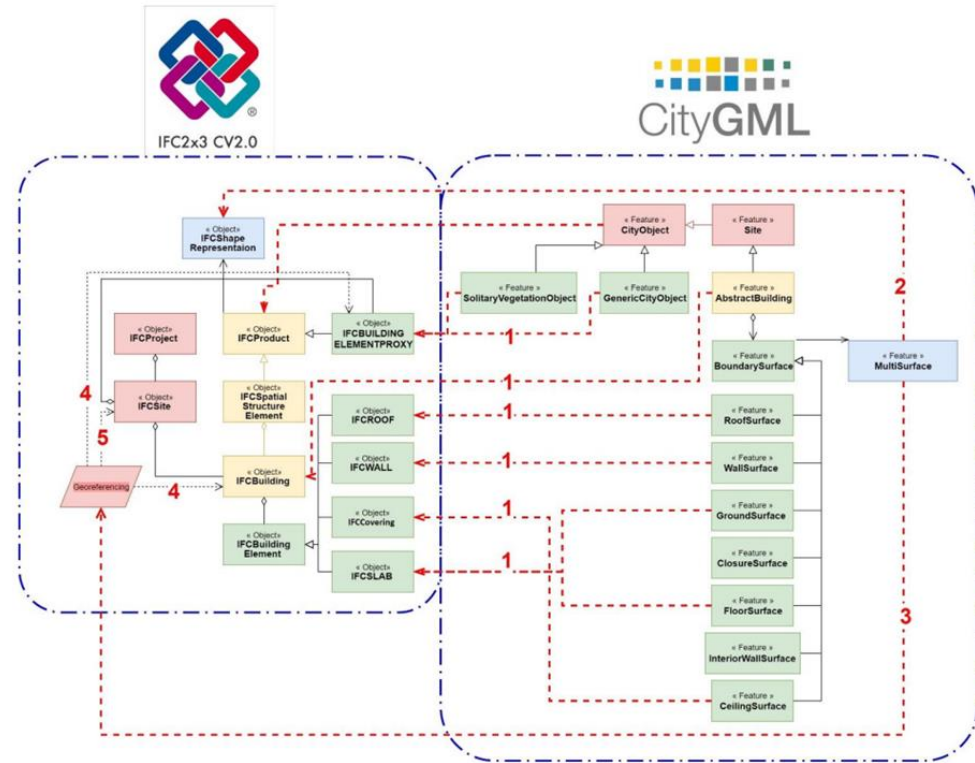 ®
IFC2x3 CV2.0
CityGML
« Object»
IFCShape
Representaion
« Object»
IFCProject
« Object»
IFCProduct
« Object»
IFCBUILDING
ELEMENTPROXY
« Object»
IFCSite
« Object»
IFCSpatial
Structure
Element
« Object»
IFCROOF
« Object»
IFCWALL
Georeferencing
« Object»
IFCBuilding
« Object»
IFCCovering
« Object»
IFCBuilding
Element
« Object»
IFCSLAB
4
5
4
1
1
1
1
1
1
2
3
« Feature »
CityObject
« Feature »
Site
« Feature »
SolitaryVegetationObject
« Feature »
GenericCityObject
« Feature »
AbstractBuilding
« Feature »
BoundarySurface
« Feature »
MultiSurface
« Feature »
RoofSurface
« Feature »
WallSurface
« Feature »
GroundSurface
« Feature »
ClosureSurface
« Feature »
FloorSurface
« Feature »
InteriorWallSurface
« Feature »
CeilingSurface